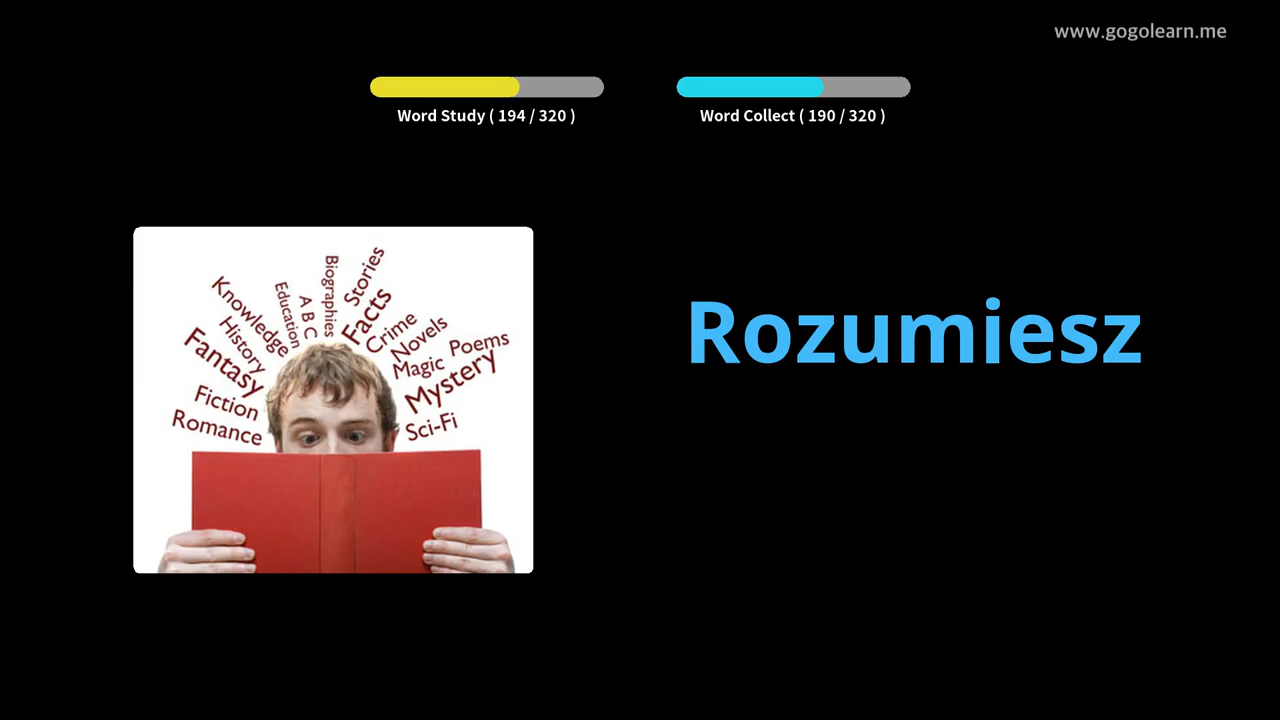 www.gogolearn.me
Word Study ( 194 / 320 )
Word Collect ( 190 / 320 )
Rozumiesz
Biographies
Stories
Education
A B C
Facts
Knowledge
Crime
History
Novels
Fantasy
Magic
Poems
Mystery
Fiction
Romance
Sci-Fi